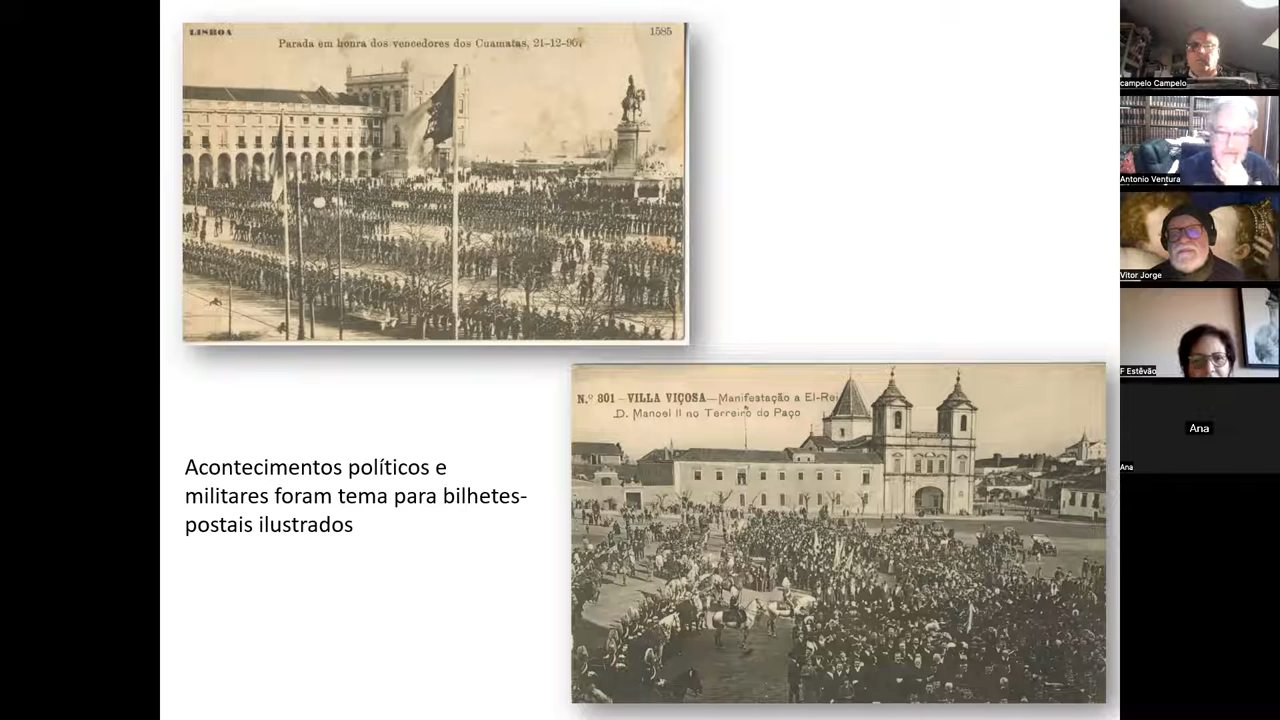 LISBOA
1585
Parada em honra dos vencedores dos Cuamatas, 21-12-907
N.º 801 - VILLA VIÇOSA—Manifestação a El-Rei
D. Manoel II no Terreiro do Paço
Acontecimentos políticos e
militares foram tema para bilhetes-
postais ilustrados
campelo Campelo
Antonio Ventura
Vitor Jorge
F Estêvão
Ana
Ana